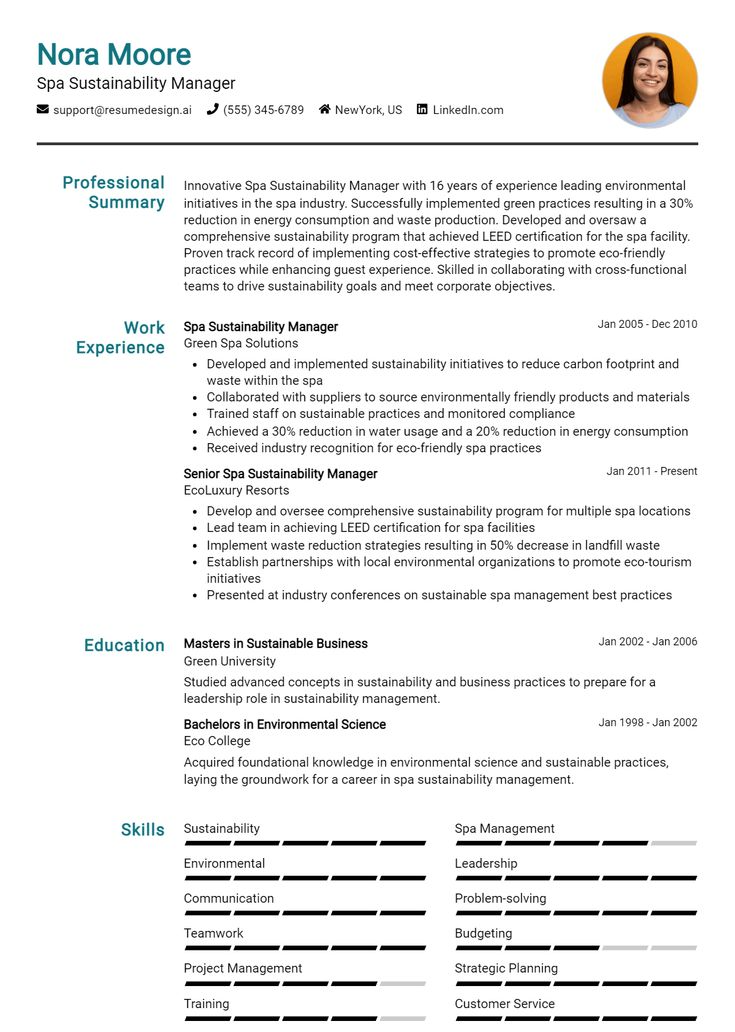 Nora Moore
Spa Sustainability Manager
support@resumedesign.ai (555) 345-6789 NewYork, US LinkedIn.com
Professional
Summary
Innovative Spa Sustainability Manager with 16 years of experience leading environmental
initiatives in the spa industry. Successfully implemented green practices resulting in a 30%
reduction in energy consumption and waste production. Developed and oversaw a
comprehensive sustainability program that achieved LEED certification for the spa facility.
Proven track record of implementing cost-effective strategies to promote eco-friendly
practices while enhancing guest experience. Skilled in collaborating with cross-functional
teams to drive sustainability goals and meet corporate objectives.
Work
Experience
Spa Sustainability Manager Jan 2005 - Dec 2010
Green Spa Solutions
• Developed and implemented sustainability initiatives to reduce carbon footprint and
waste within the spa
• Collaborated with suppliers to source environmentally friendly products and materials
• Trained staff on sustainable practices and monitored compliance
• Achieved a 30% reduction in water usage and a 20% reduction in energy consumption
• Received industry recognition for eco-friendly spa practices
Senior Spa Sustainability Manager Jan 2011 - Present
EcoLuxury Resorts
• Develop and oversee comprehensive sustainability program for multiple spa locations
• Lead team in achieving LEED certification for spa facilities
• Implement waste reduction strategies resulting in 50% decrease in landfill waste
• Establish partnerships with local environmental organizations to promote eco-tourism
initiatives
• Presented at industry conferences on sustainable spa management best practices
Education
Masters in Sustainable Business Jan 2002 - Jan 2006
Green University
Studied advanced concepts in sustainability and business practices to prepare for a
leadership role in sustainability management.
Bachelors in Environmental Science Jan 1998 - Jan 2002
Eco College
Acquired foundational knowledge in environmental science and sustainable practices,
laying the groundwork for a career in spa sustainability management.
Skills
Sustainability Spa Management
Environmental Leadership
Communication Problem-solving
Teamwork Budgeting
Project Management Strategic Planning
Training Customer Service